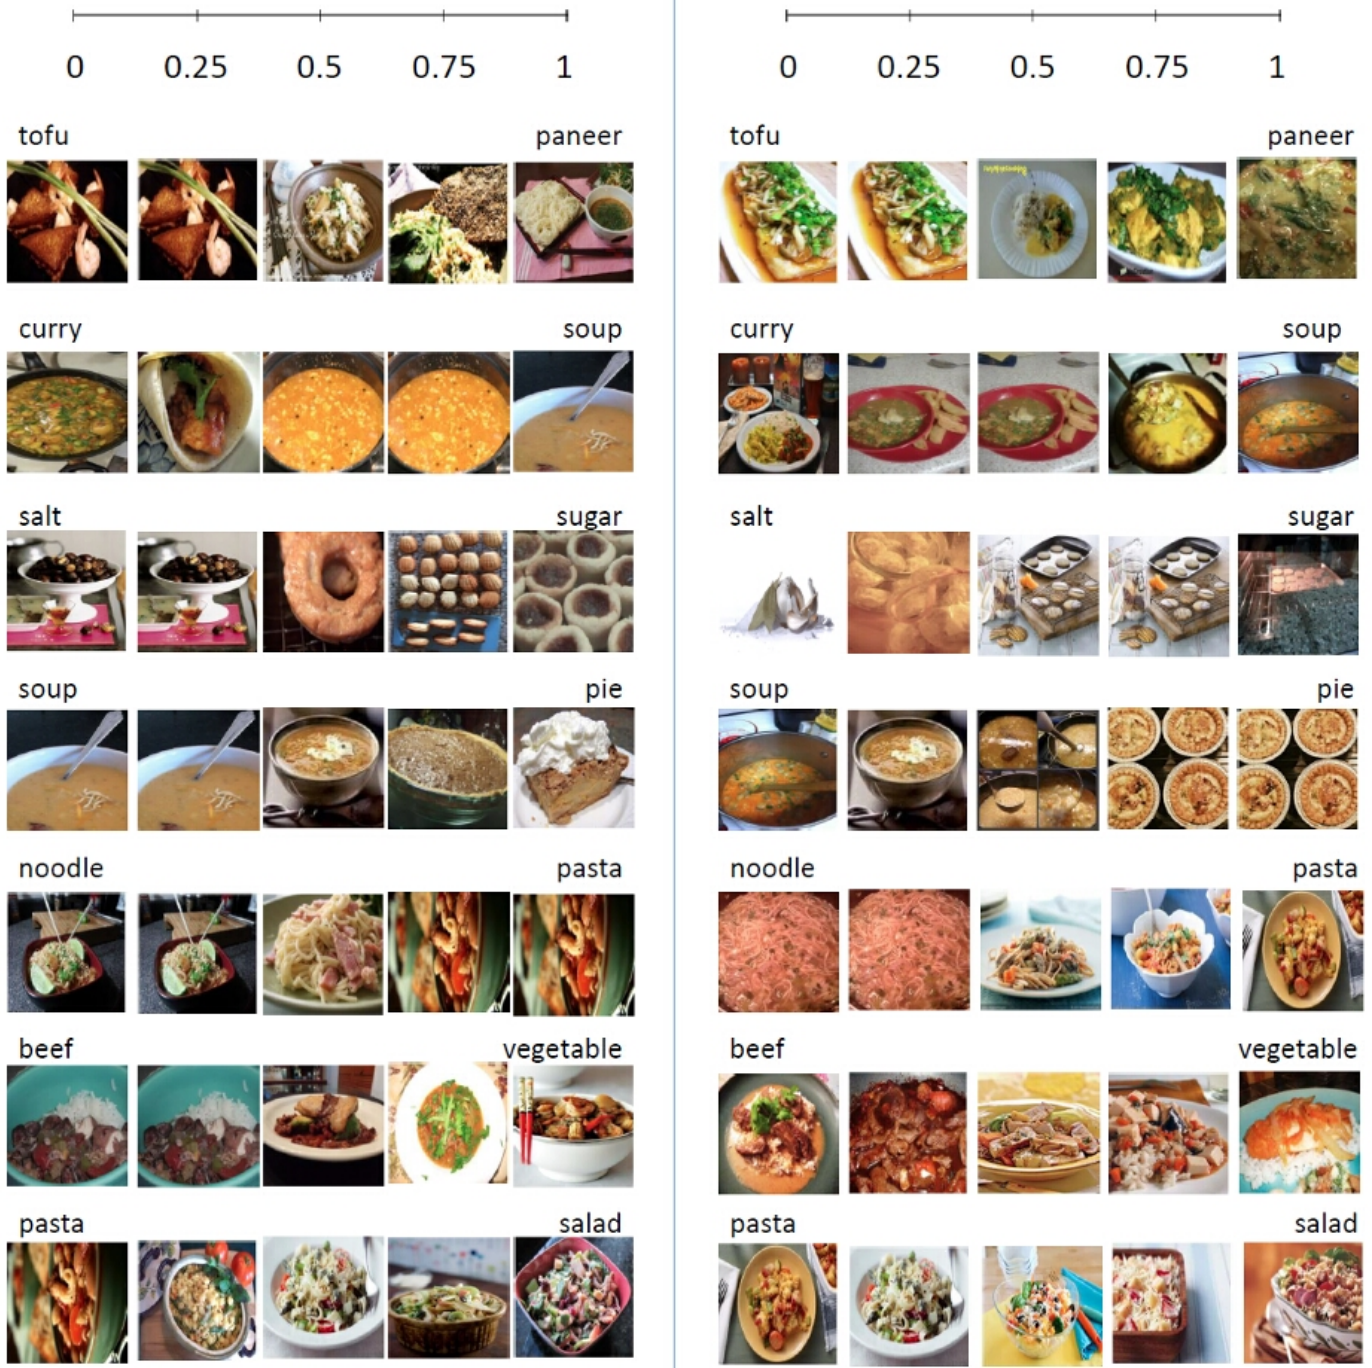 0 0.25 0.5 0.75 1
tofu paneer
curry soup
salt sugar
soup pie
noodle pasta
beef vegetable
pasta salad
0 0.25 0.5 0.75 1
tofu paneer
curry soup
salt sugar
soup pie
noodle pasta
beef vegetable
pasta salad